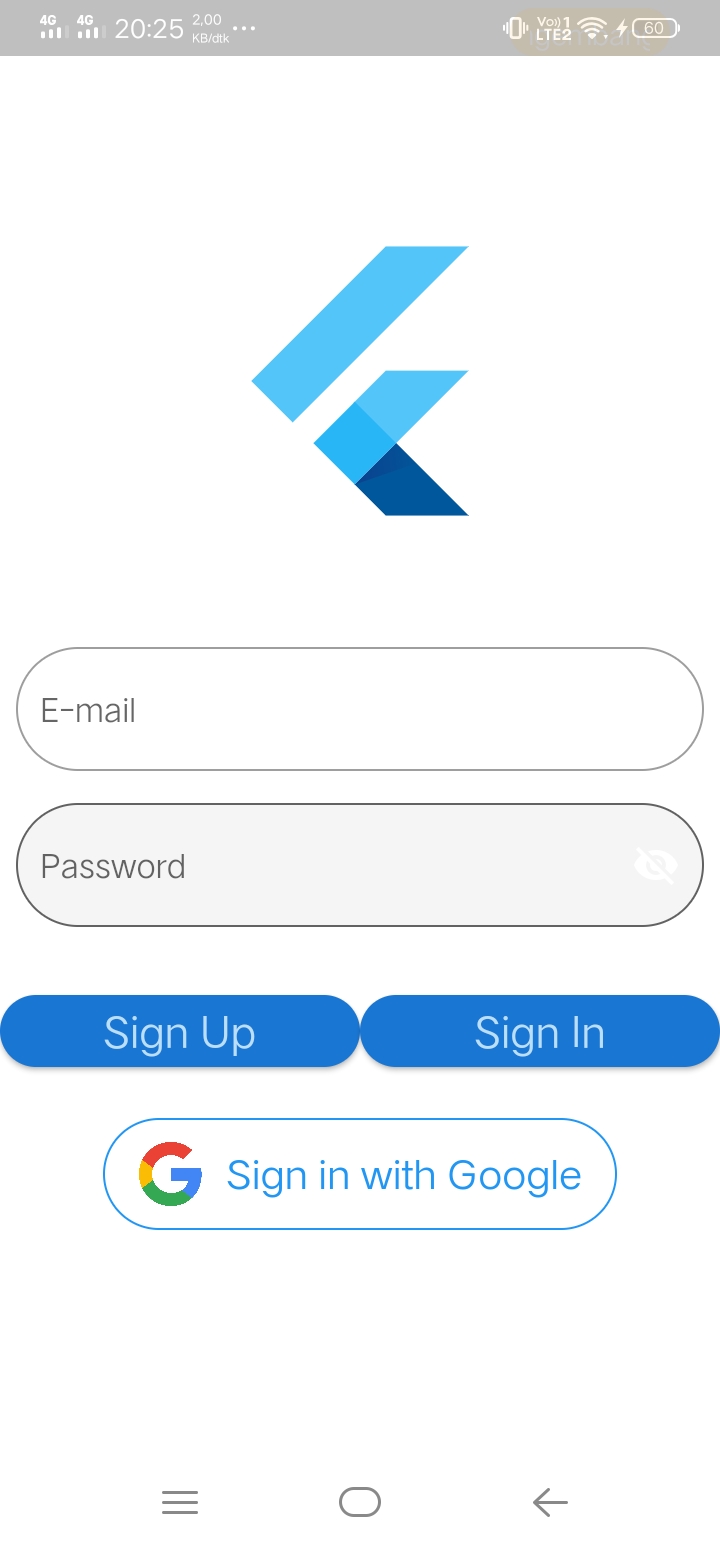 4G 4G 20:25 2,00 KB/dtk ... Vo)) 1 LTE2 60
E-mail
Password
Sign Up Sign In
Sign in with Google